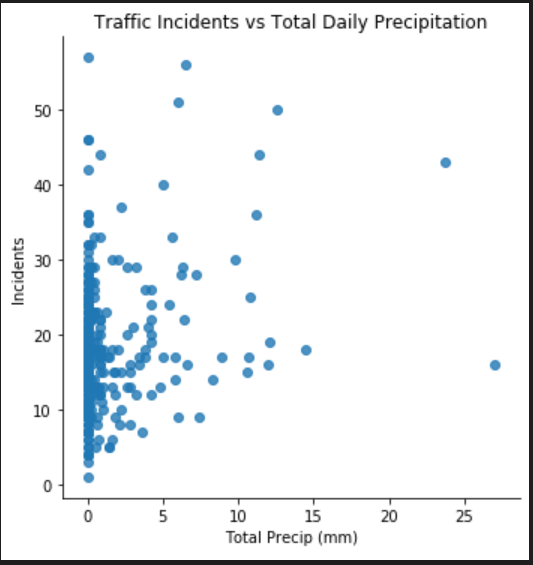 Traffic Incidents vs Total Daily Precipitation
50
40
30
20
10
0
Incidents
0 5 10 15 20 25
Total Precip (mm)